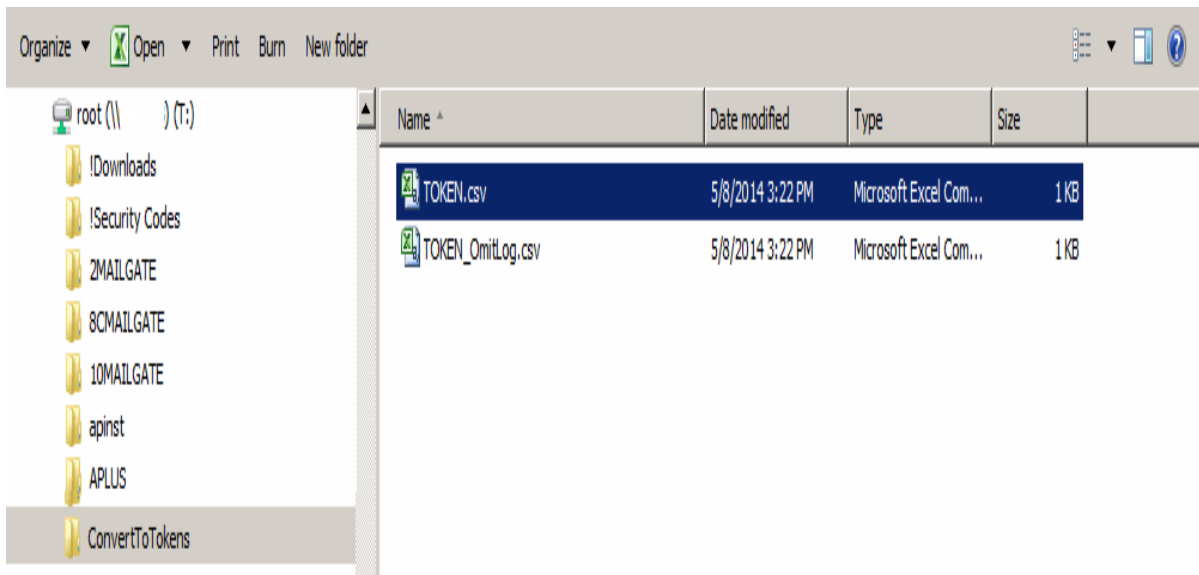 Organize Open Print Burn New folder
root (\\ :) (T:)
!Downloads
!Security Codes
2MAILGATE
8CMAILGATE
10MAILGATE
apinst
APLUS
ConvertToTokens
Name Date modified Type Size
TOKEN.csv 5/8/2014 3:22 PM Microsoft Excel Com... 1 KB
TOKEN_OmitLog.csv 5/8/2014 3:22 PM Microsoft Excel Com... 1 KB